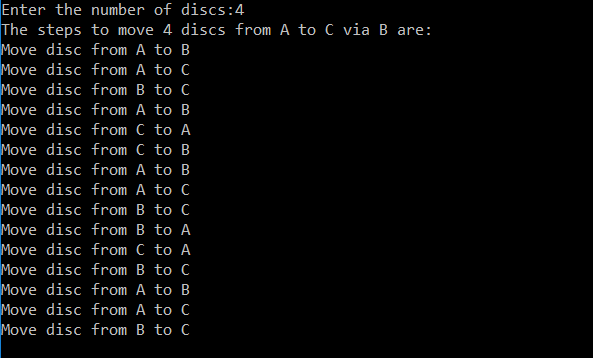 Enter the number of discs:4
The steps to move 4 discs from A to C via B are:
Move disc from A to B
Move disc from A to C
Move disc from B to C
Move disc from A to B
Move disc from C to A
Move disc from C to B
Move disc from A to B
Move disc from A to C
Move disc from B to C
Move disc from B to A
Move disc from C to A
Move disc from B to C
Move disc from A to B
Move disc from A to C
Move disc from B to C